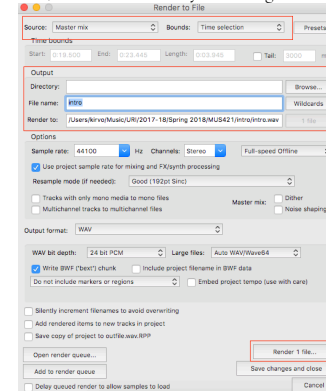 Render to File
Source: Master mix Bounds: Time selection Presets
Time bounds
Start: 0:19.500 End: 0:23.445 Length: 0:03.945 Tail: 3000 m
Output
Directory: Browse...
File name: intro Wildcards
Render to: /Users/kirvo/Music/URI/2017-18/Spring 2018/MUS421/intro/intro.wav 1 file
Options
Sample rate: 44100 Hz Channels: Stereo Full-speed Offline
Use project sample rate for mixing and FX/synth processing
Resample mode (if needed): Good (192pt Sinc)
Tracks with only mono media to mono files Master mix: Dither
Multichannel tracks to multichannel files Noise shaping
Output format: WAV
WAV bit depth: 24 bit PCM Large files: Auto WAV/Wave64
Write BWF ('bext') chunk Include project filename in BWF data
Do not include markers or regions Embed project tempo (use with care)
Silently increment filenames to avoid overwriting
Add rendered items to new tracks in project
Save copy of project to outfile.wav.RPP
Open render queue... Render 1 file...
Add to render queue Save changes and close
Delay queued render to allow samples to load Cancel